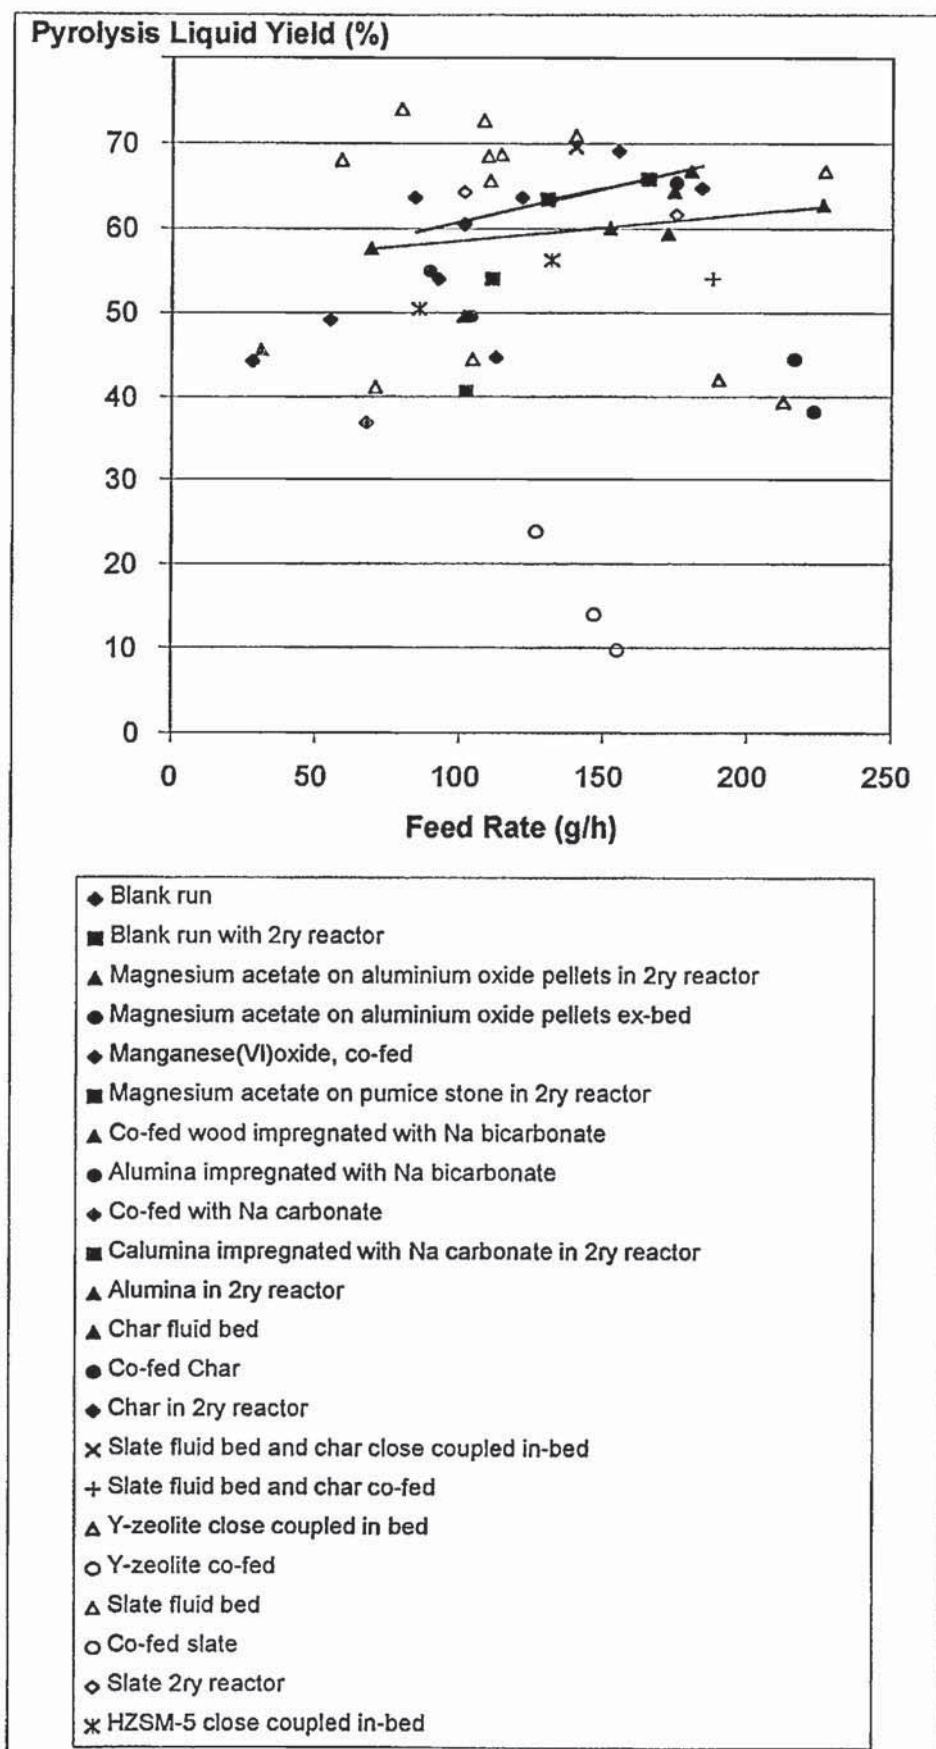 Pyrolysis Liquid Yield (%)
70
60
50
40
30
20
10
0
0 50 100 150 200 250
Feed Rate (g/h)
Blank run
Blank run with 2ry reactor
Magnesium acetate on aluminium oxide pellets in 2ry reactor
Magnesium acetate on aluminium oxide pellets ex-bed
Manganese(VI)oxide, co-fed
Magnesium acetate on pumice stone in 2ry reactor
Co-fed wood impregnated with Na bicarbonate
Alumina impregnated with Na bicarbonate
Co-fed with Na carbonate
Calumina impregnated with Na carbonate in 2ry reactor
Alumina in 2ry reactor
Char fluid bed
Co-fed Char
Char in 2ry reactor
Slate fluid bed and char close coupled in-bed
Slate fluid bed and char co-fed
Y-zeolite close coupled in bed
Y-zeolite co-fed
Slate fluid bed
Co-fed slate
Slate 2ry reactor
HZSM-5 close coupled in-bed